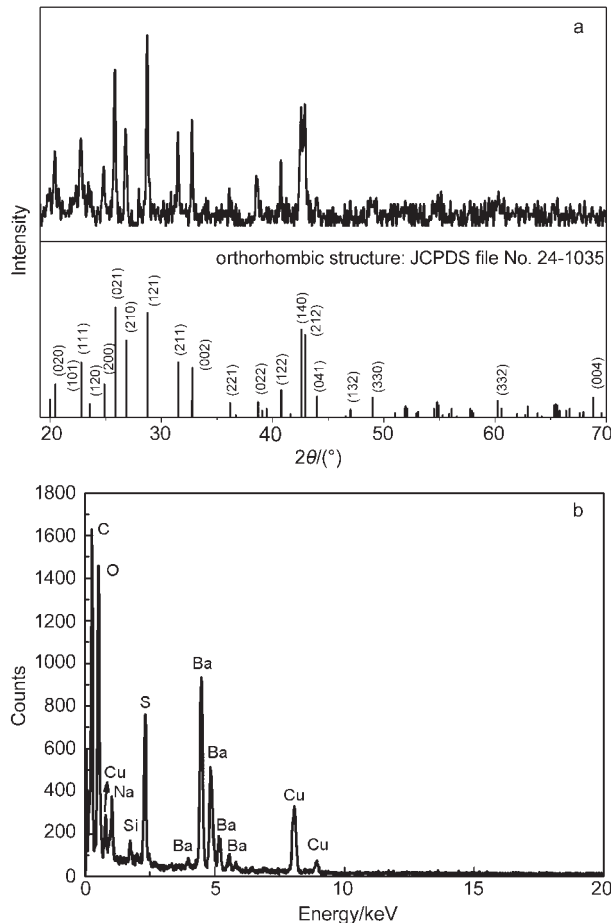 a
Intensity
orthorhombic structure: JCPDS file No. 24-1035
(020)
(101)
(111)
(120)
(200)
(021)
(210)
(121)
(211)
(002)
(221)
(022)
(122)
(140)
(212)
(041)
(132)
(330)
(332)
(004)
20 30 40 50 60 70
2θ/(°)
b
1800
1600
1400
1200
1000
800
600
400
200
0
Counts
C
O
Cu
Na
Si
S
Ba
Ba
Ba
Ba
Ba
Cu
Cu
0 5 10 15 20
Energy/keV